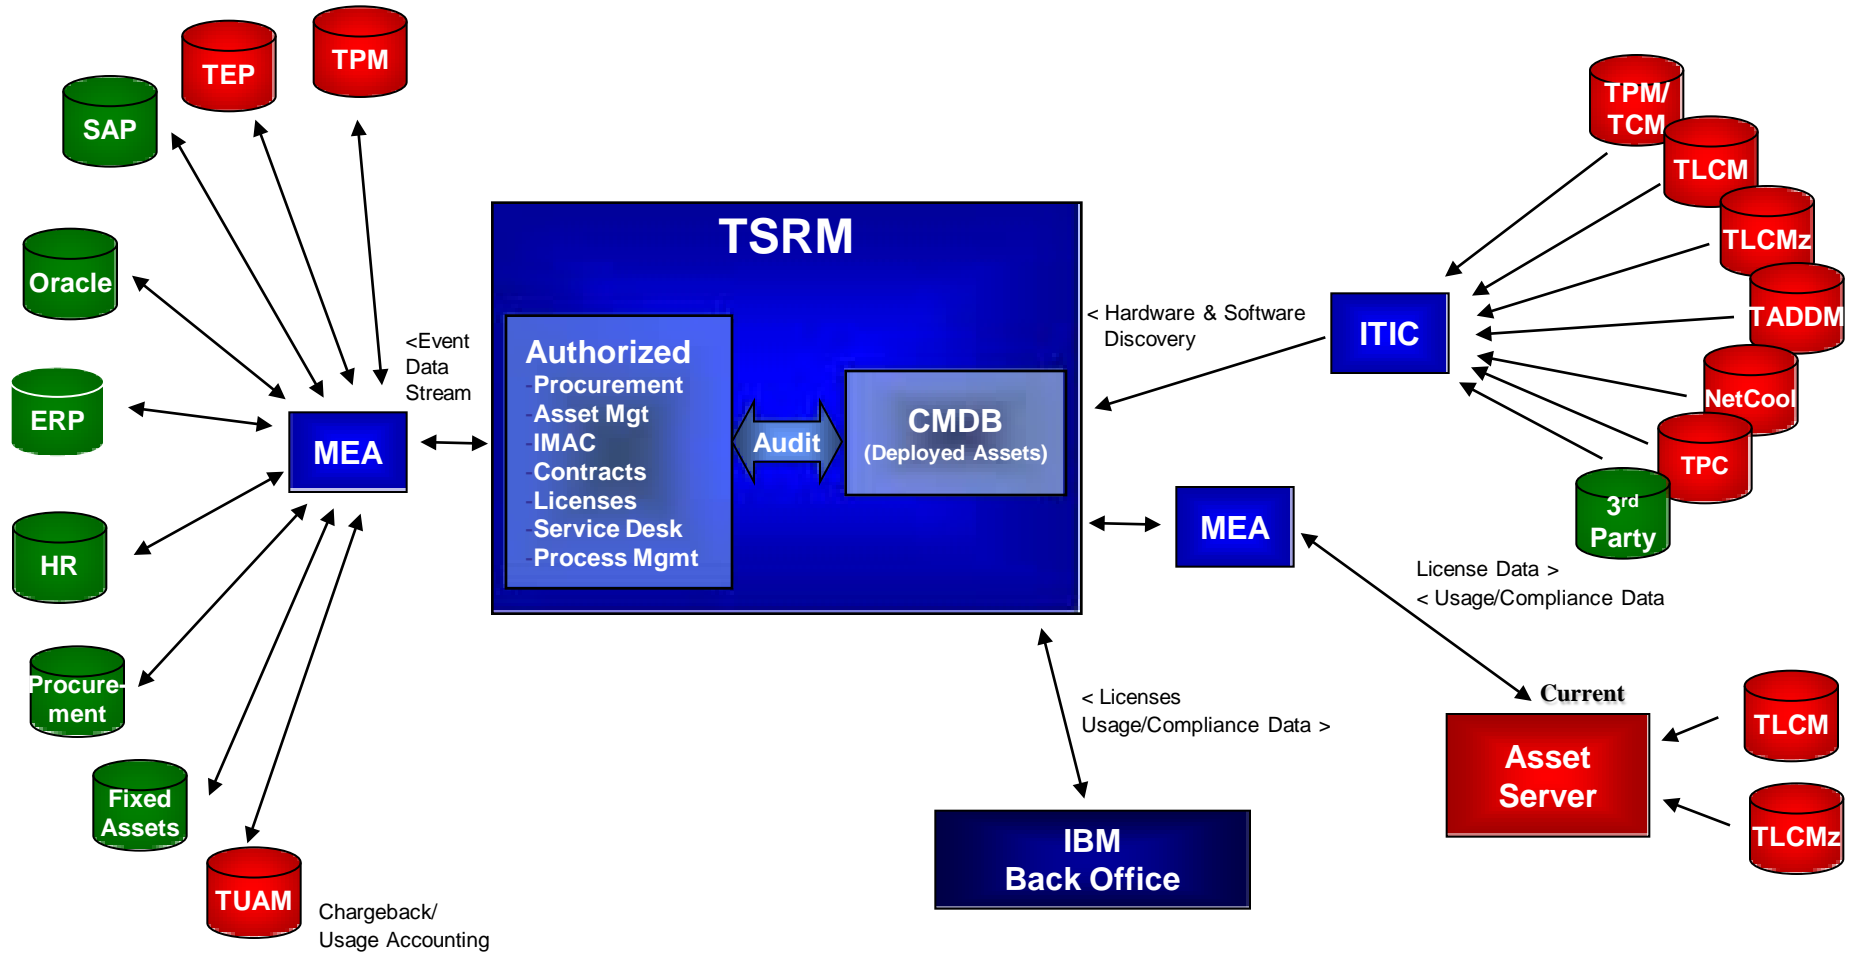 TEP
TPM
SAP
Oracle
ERP
HR
Procure-
ment
Fixed
Assets
TUAM
Chargeback/
Usage Accounting
MEA
<Event
Data
Stream
TSRM
Authorized
-Procurement
-Asset Mgt
-IMAC
-Contracts
-Licenses
-Service Desk
-Process Mgmt
Audit
CMDB
(Deployed Assets)
< Hardware & Software
Discovery
ITIC
TPM/
TCM
TLCM
TLCMz
TADDM
NetCool
TPC
3rd
Party
MEA
License Data >
< Usage/Compliance Data
< Licenses
Usage/Compliance Data >
IBM
Back Office
Current
Asset
Server
TLCM
TLCMz